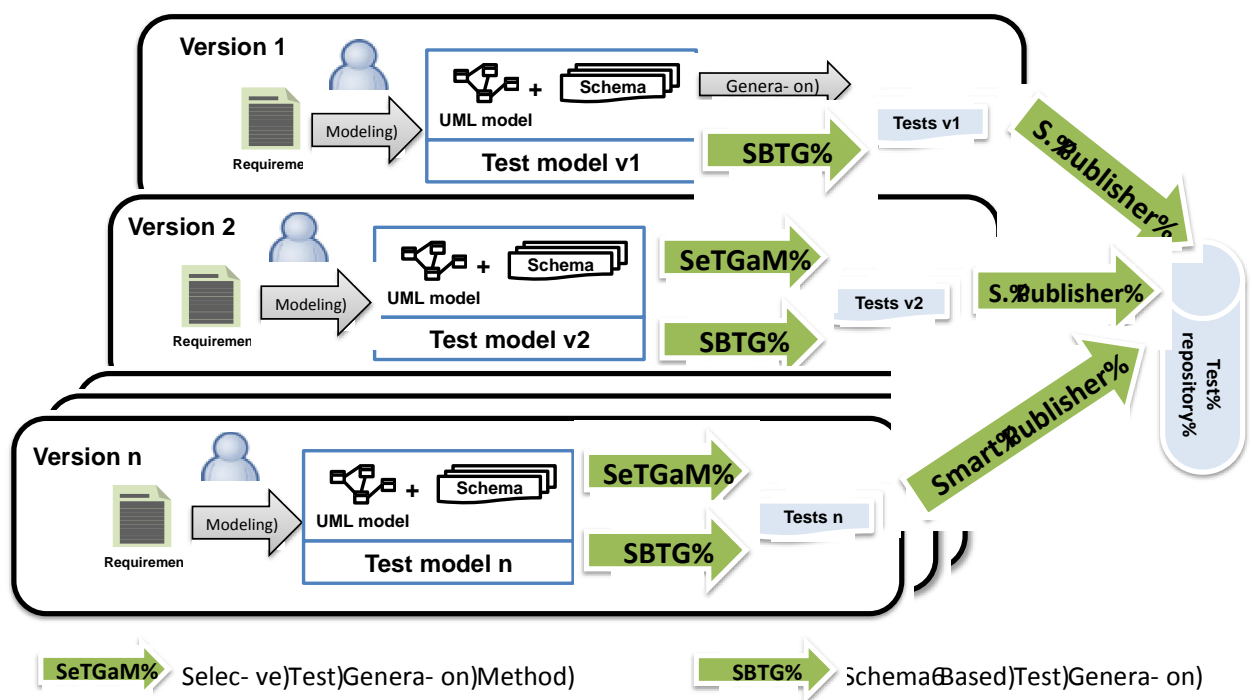 Version 1
Requireme
Modeling)
UML model
+
Schema
Test model v1
Genera- on)
SBTG%
Tests v1
S.%Publisher%
Version 2
Requiremen
Modeling)
UML model
+
Schema
Test model v2
SeTGaM%
SBTG%
Tests v2
S.%Publisher%
Version n
Requiremen
Modeling)
UML model
+
Schema
Test model n
SeTGaM%
SBTG%
Tests n
Smart%Publisher%
Test%
repository%
SeTGaM%
Selec- ve)Test)Genera- on)Method)
SBTG%
Schema6Based)Test)Genera- on)